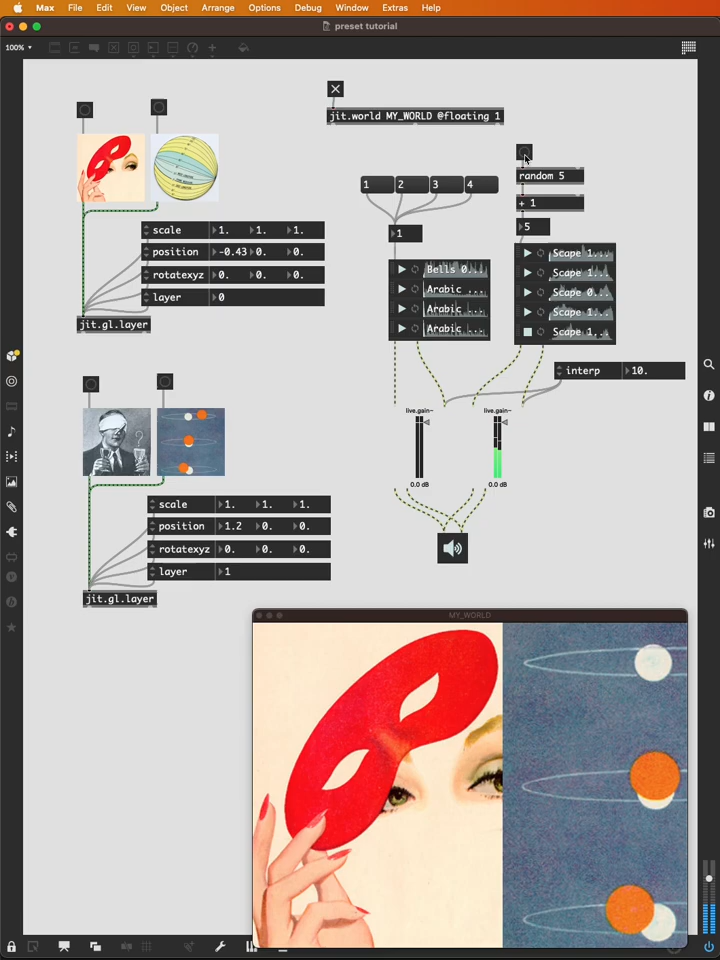 Max File Edit View Object Arrange Options Debug Window Extras Help
preset tutorial
100%
jit.world MY_WORLD @floating 1
random 5
+ 1
5
1 2 3 4
1
scale 1. 1. 1.
position -0.43 0. 0.
rotatexyz 0. 0. 0.
layer 0
jit.gl.layer
Bells 0...
Arabic ...
Arabic ...
Arabic ...
Scape 1...
Scape 1...
Scape 0...
Scape 1...
Scape 1...
interp 10.
live.gain~ live.gain~
0.0 dB 0.0 dB
?
scale 1. 1. 1.
position 1.2 0. 0.
rotatexyz 0. 0. 0.
layer 1
jit.gl.layer
MY_WORLD